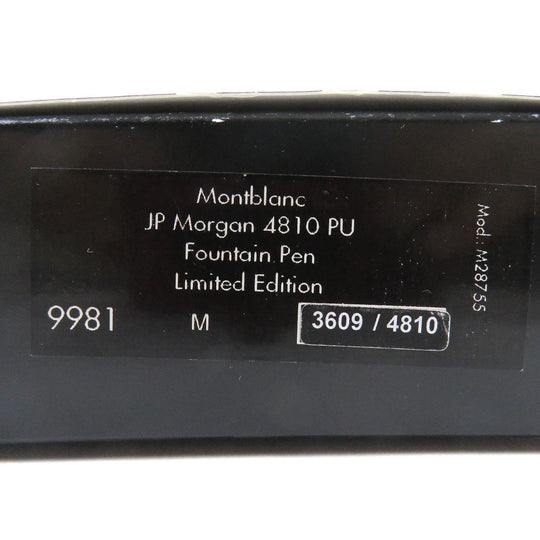 Montblanc
JP Morgan 4810 PU
Fountain Pen
Limited Edition
9981 M 3609 / 4810
Mod: M28755